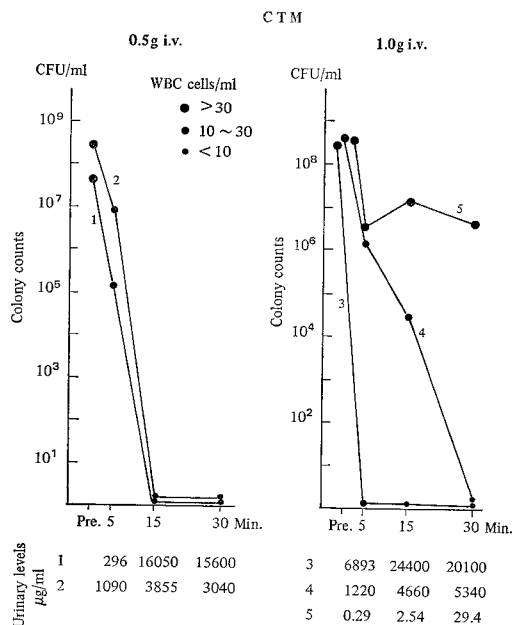 CTM
0.5g i.v.
1.0g i.v.
CFU/ml
WBC cells/ml
>30
10～30
<10
10⁹
10⁷
10⁵
10³
10¹
Colony counts
1
2
Pre. 5 15 30 Min.
CFU/ml
10⁸
10⁶
10⁴
10²
Colony counts
3
4
5
Pre. 5 15 30 Min.
Urinary levels
μg/ml
1 296 16050 15600
2 1090 3855 3040
3 6893 24400 20100
4 1220 4660 5340
5 0.29 2.54 29.4